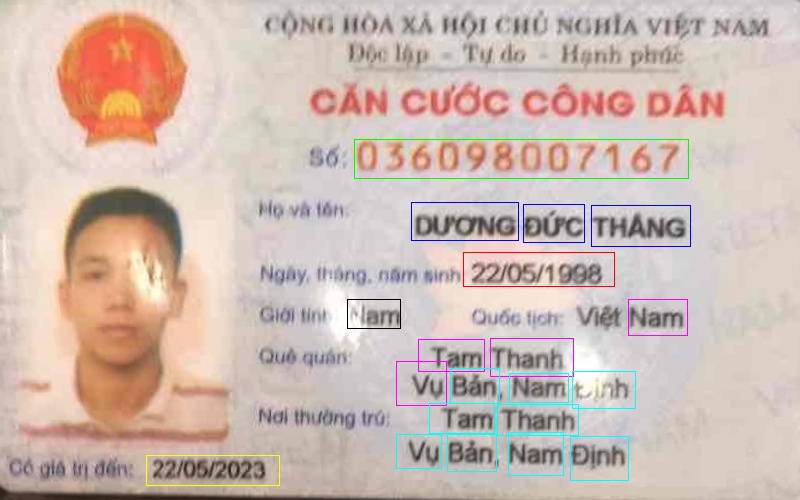 CỘNG HÒA XÃ HỘI CHỦ NGHĨA VIỆT NAM
Độc lập - Tự do - Hạnh phúc
CĂN CƯỚC CÔNG DÂN
Số: 036098007167
Họ và tên:
DƯƠNG ĐỨC THẮNG
Ngày, tháng, năm sinh: 22/05/1998
Giới tính: Nam Quốc tịch: Việt Nam
Quê quán: Tam Thanh
Vụ Bản, Nam Định
Nơi thường trú: Tam Thanh
Vụ Bản, Nam Định
Có giá trị đến: 22/05/2023